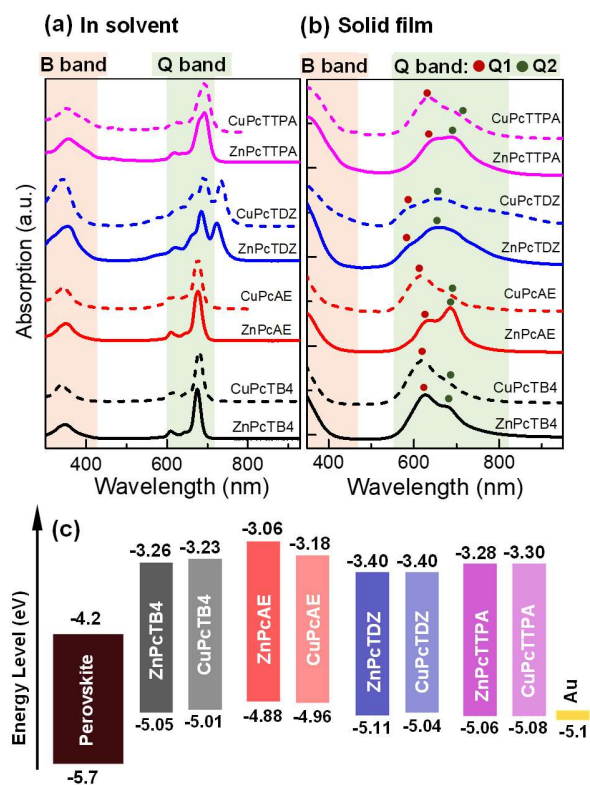 (a) In solvent
(b) Solid film
B band
Q band
B band
Q band: Q1 Q2
CuPcTTPA
ZnPcTTPA
CuPcTDZ
ZnPcTDZ
CuPcAE
ZnPcAE
CuPcTB4
ZnPcTB4
CuPcTTPA
ZnPcTTPA
CuPcTDZ
ZnPcTDZ
CuPcAE
ZnPcAE
CuPcTB4
ZnPcTB4
Absorption (a.u.)
400 600 800
400 600 800
Wavelength (nm)
Wavelength (nm)
(c)
Energy Level (eV)
-4.2
Perovskite
-5.7
-3.26
ZnPcTB4
-5.05
-3.23
CuPcTB4
-5.01
-3.06
ZnPcAE
-4.88
-3.18
CuPcAE
-4.96
-3.40
ZnPcTDZ
-5.11
-3.40
CuPcTDZ
-5.04
-3.28
ZnPcTTPA
-5.06
-3.30
CuPcTTPA
-5.08
Au
-5.1